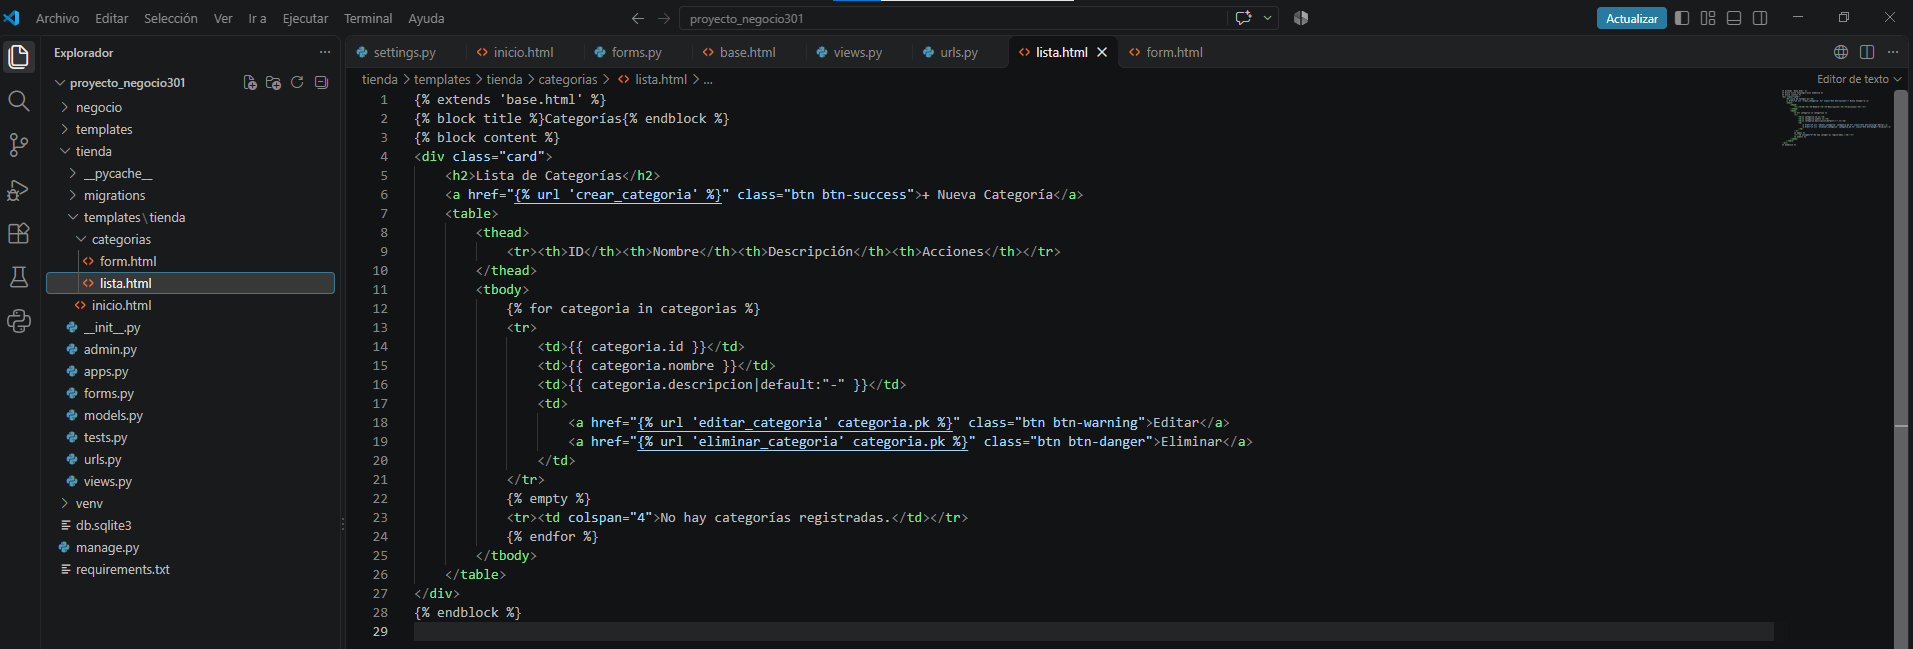 Archivo Editar Selección Ver Ir a Ejecutar Terminal Ayuda
proyecto_negocio301
Actualizar
Explorador
settings.py inicio.html forms.py base.html views.py urls.py lista.html form.html
tienda > templates > tienda > categorias > lista.html > ...
Editor de texto
proyecto_negocio301
negocio
templates
tienda
__pycache__
migrations
templates\tienda
categorias
form.html
lista.html
inicio.html
__init__.py
admin.py
apps.py
forms.py
models.py
tests.py
urls.py
views.py
venv
db.sqlite3
manage.py
requirements.txt
1 {% extends 'base.html' %}
2 {% block title %}Categorías{% endblock %}
3 {% block content %}
4 <div class="card">
5 <h2>Lista de Categorías</h2>
6 <a href="{% url 'crear_categoria' %}" class="btn btn-success">+ Nueva Categoría</a>
7 <table>
8 <thead>
9 <tr><th>ID</th><th>Nombre</th><th>Descripción</th><th>Acciones</th></tr>
10 </thead>
11 <tbody>
12 {% for categoria in categorias %}
13 <tr>
14 <td>{{ categoria.id }}</td>
15 <td>{{ categoria.nombre }}</td>
16 <td>{{ categoria.descripcion|default:"-" }}</td>
17 <td>
18 <a href="{% url 'editar_categoria' categoria.pk %}" class="btn btn-warning">Editar</a>
19 <a href="{% url 'eliminar_categoria' categoria.pk %}" class="btn btn-danger">Eliminar</a>
20 </td>
21 </tr>
22 {% empty %}
23 <tr><td colspan="4">No hay categorías registradas.</td></tr>
24 {% endfor %}
25 </tbody>
26 </table>
27 </div>
28 {% endblock %}
29